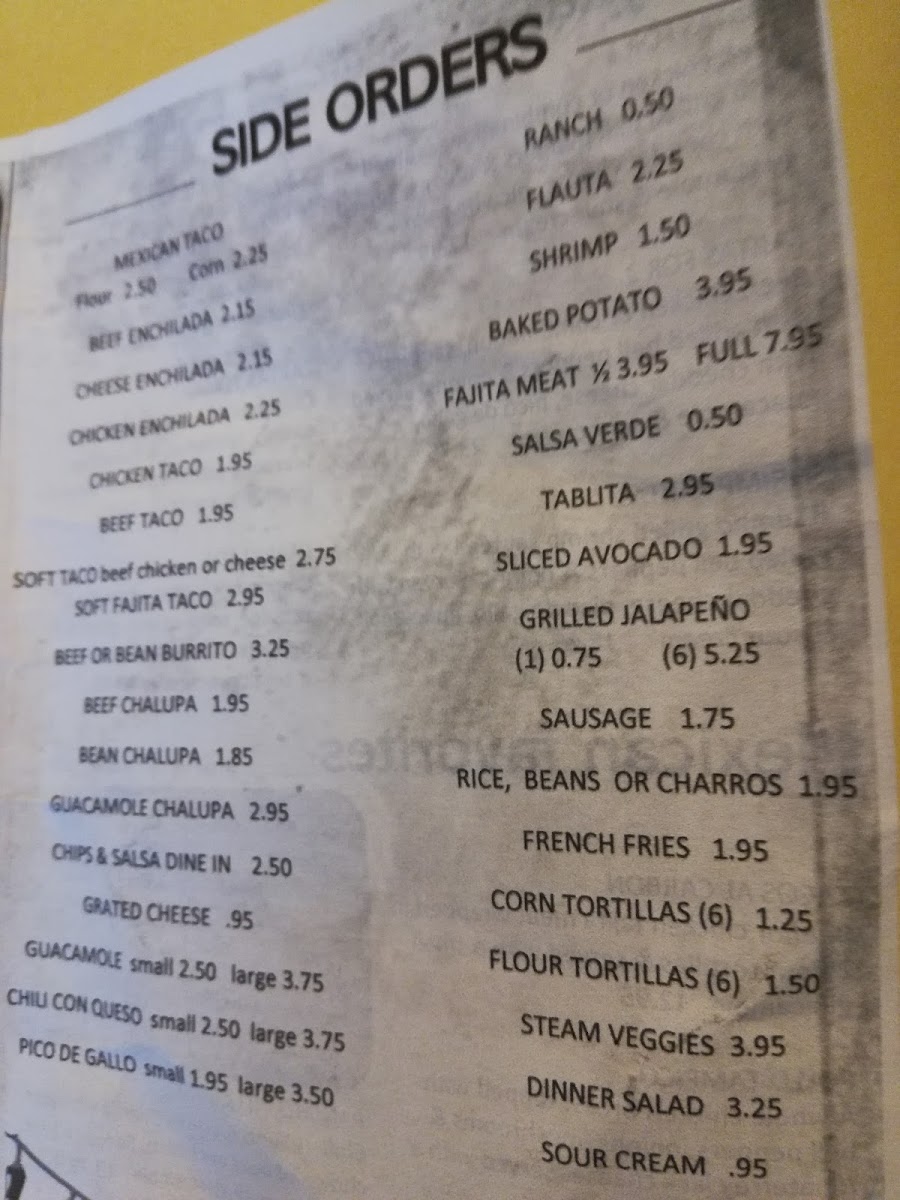 SIDE ORDERS
MEXICAN TACO
Flour 2.50 Corn 2.25
BEEF ENCHILADA 2.15
CHEESE ENCHILADA 2.15
CHICKEN ENCHILADA 2.25
CHICKEN TACO 1.95
BEEF TACO 1.95
SOFT TACO beef chicken or cheese 2.75
SOFT FAJITA TACO 2.95
BEEF OR BEAN BURRITO 3.25
BEEF CHALUPA 1.95
BEAN CHALUPA 1.85
GUACAMOLE CHALUPA 2.95
CHIPS & SALSA DINE IN 2.50
GRATED CHEESE .95
GUACAMOLE small 2.50 large 3.75
CHILI CON QUESO small 2.50 large 3.75
PICO DE GALLO small 1.95 large 3.50
RANCH 0.50
FLAUTA 2.25
SHRIMP 1.50
BAKED POTATO 3.95
FAJITA MEAT ½ 3.95 FULL 7.95
SALSA VERDE 0.50
TABLITA 2.95
SLICED AVOCADO 1.95
GRILLED JALAPEÑO
(1) 0.75 (6) 5.25
SAUSAGE 1.75
RICE, BEANS OR CHARROS 1.95
FRENCH FRIES 1.95
CORN TORTILLAS (6) 1.25
FLOUR TORTILLAS (6) 1.50
STEAM VEGGIES 3.95
DINNER SALAD 3.25
SOUR CREAM .95